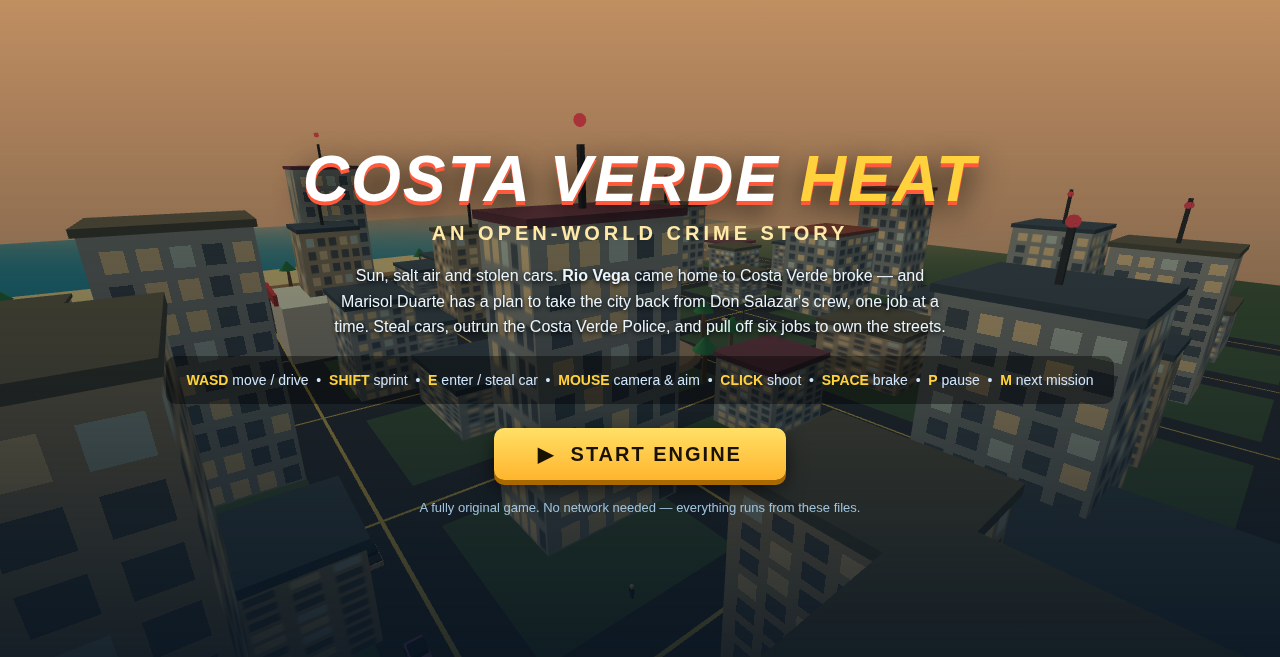 COSTA VERDE HEAT
AN OPEN-WORLD CRIME STORY
Sun, salt air and stolen cars. Rio Vega came home to Costa Verde broke — and
Marisol Duarte has a plan to take the city back from Don Salazar's crew, one job at a
time. Steal cars, outrun the Costa Verde Police, and pull off six jobs to own the streets.
WASD move / drive • SHIFT sprint • E enter / steal car • MOUSE camera & aim • CLICK shoot • SPACE brake • P pause • M next mission
▶ START ENGINE
A fully original game. No network needed — everything runs from these files.